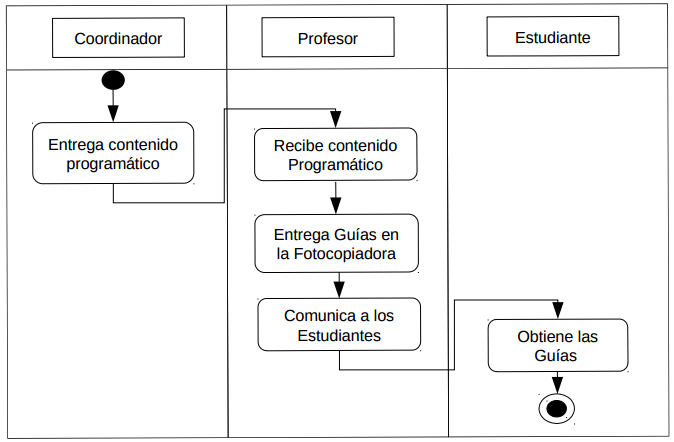 Coordinador
Profesor
Estudiante
Entrega contenido
programático
Recibe contenido
Programático
Entrega Guías en
la Fotocopiadora
Comunica a los
Estudiantes
Obtiene las
Guías